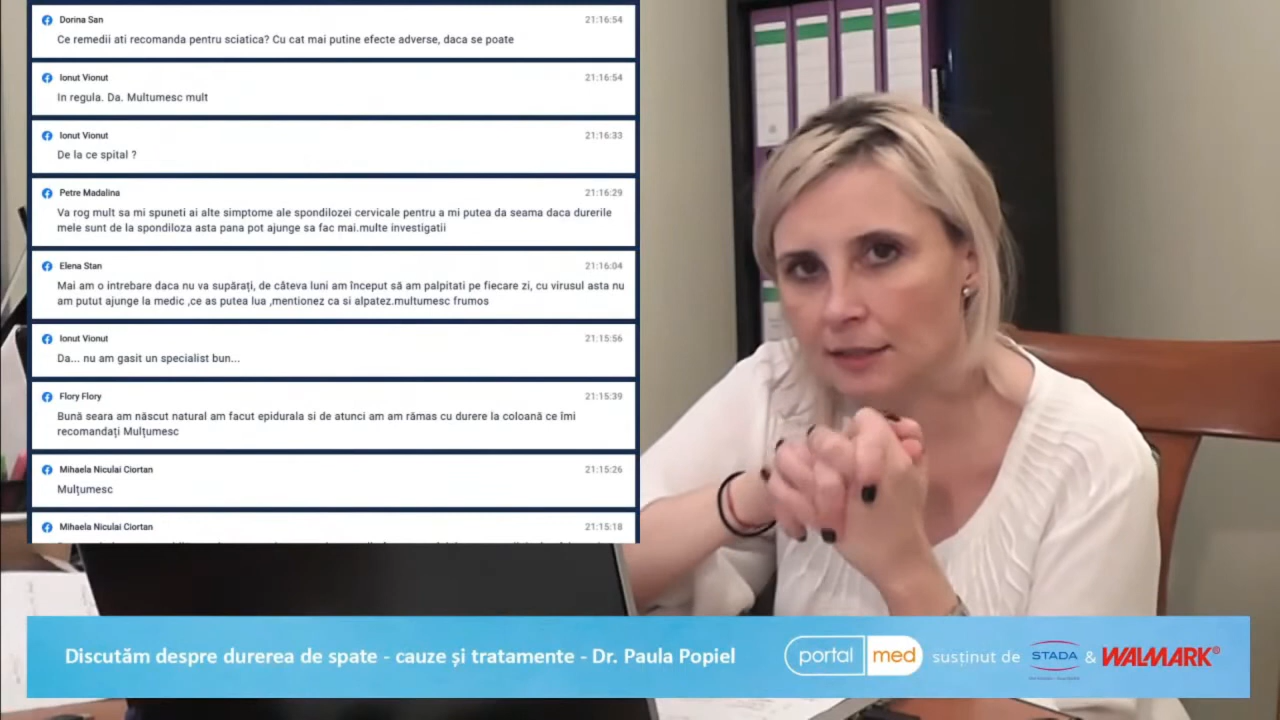 Dorina San
21:16:54
Ce remedii ati recomanda pentru sciatica? Cu cat mai putine efecte adverse, daca se poate
Ionut Vionut
21:16:54
In regula. Da. Multumesc mult
Ionut Vionut
21:16:33
De la ce spital ?
Petre Madalina
21:16:29
Va rog mult sa mi spuneti ai alte simptome ale spondilozei cervicale pentru a mi putea da seama daca durerile
mele sunt de la spondiloza asta pana pot ajunge sa fac mai.multe investigatii
Elena Stan
21:16:04
Mai am o intrebare daca nu va supărați, de câteva luni am început să am palpitati pe fiecare zi, cu virusul asta nu
am putut ajunge la medic ,ce as putea lua ,mentionez ca si alpatez.multumesc frumos
Ionut Vionut
21:15:56
Da... nu am gasit un specialist bun...
Flory Flory
21:15:39
Bună seara am născut natural am facut epidurala si de atunci am am rămas cu durere la coloană ce îmi
recomandați Mulțumesc
Mihaela Niculai Ciortan
21:15:26
Mulțumesc
Mihaela Niculai Ciortan
21:15:18
Discutăm despre durerea de spate - cauze și tratamente - Dr. Paula Popiel
portal med susținut de STADA & WALMARK®